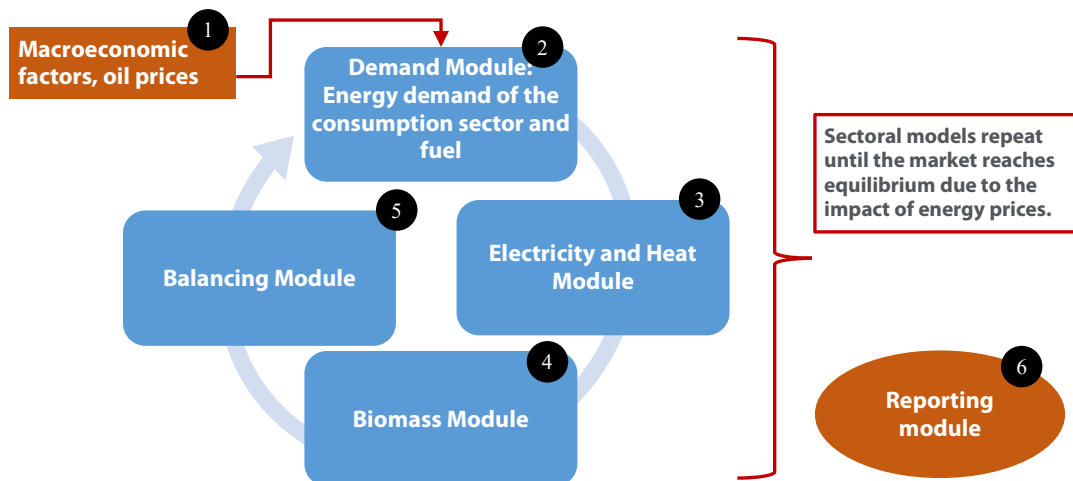 1
Macroeconomic
factors, oil prices
2
Demand Module:
Energy demand of the
consumption sector and
fuel
3
Electricity and Heat
Module
4
Biomass Module
5
Balancing Module
Sectoral models repeat
until the market reaches
equilibrium due to the
impact of energy prices.
6
Reporting
module